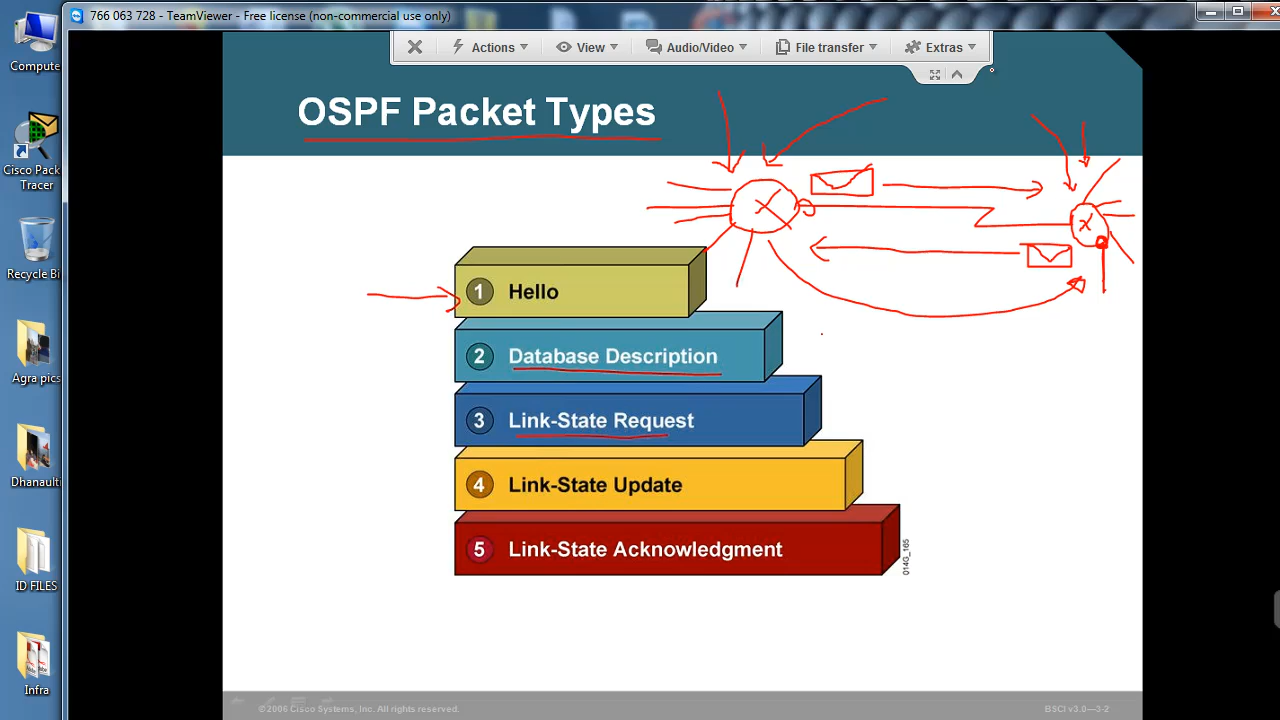 766 063 728 - TeamViewer - Free license (non-commercial use only)
Actions
View
Audio/Video
File transfer
Extras
Compute
Cisco Pack
Tracer
Recycle Bi
Agra pics
Dhanaulti
ID FILES
Infra
OSPF Packet Types
1 Hello
2 Database Description
3 Link-State Request
4 Link-State Update
5 Link-State Acknowledgment
014G_165
©2006 Cisco Systems, Inc. All rights reserved.
BSCI v3.0—3-2